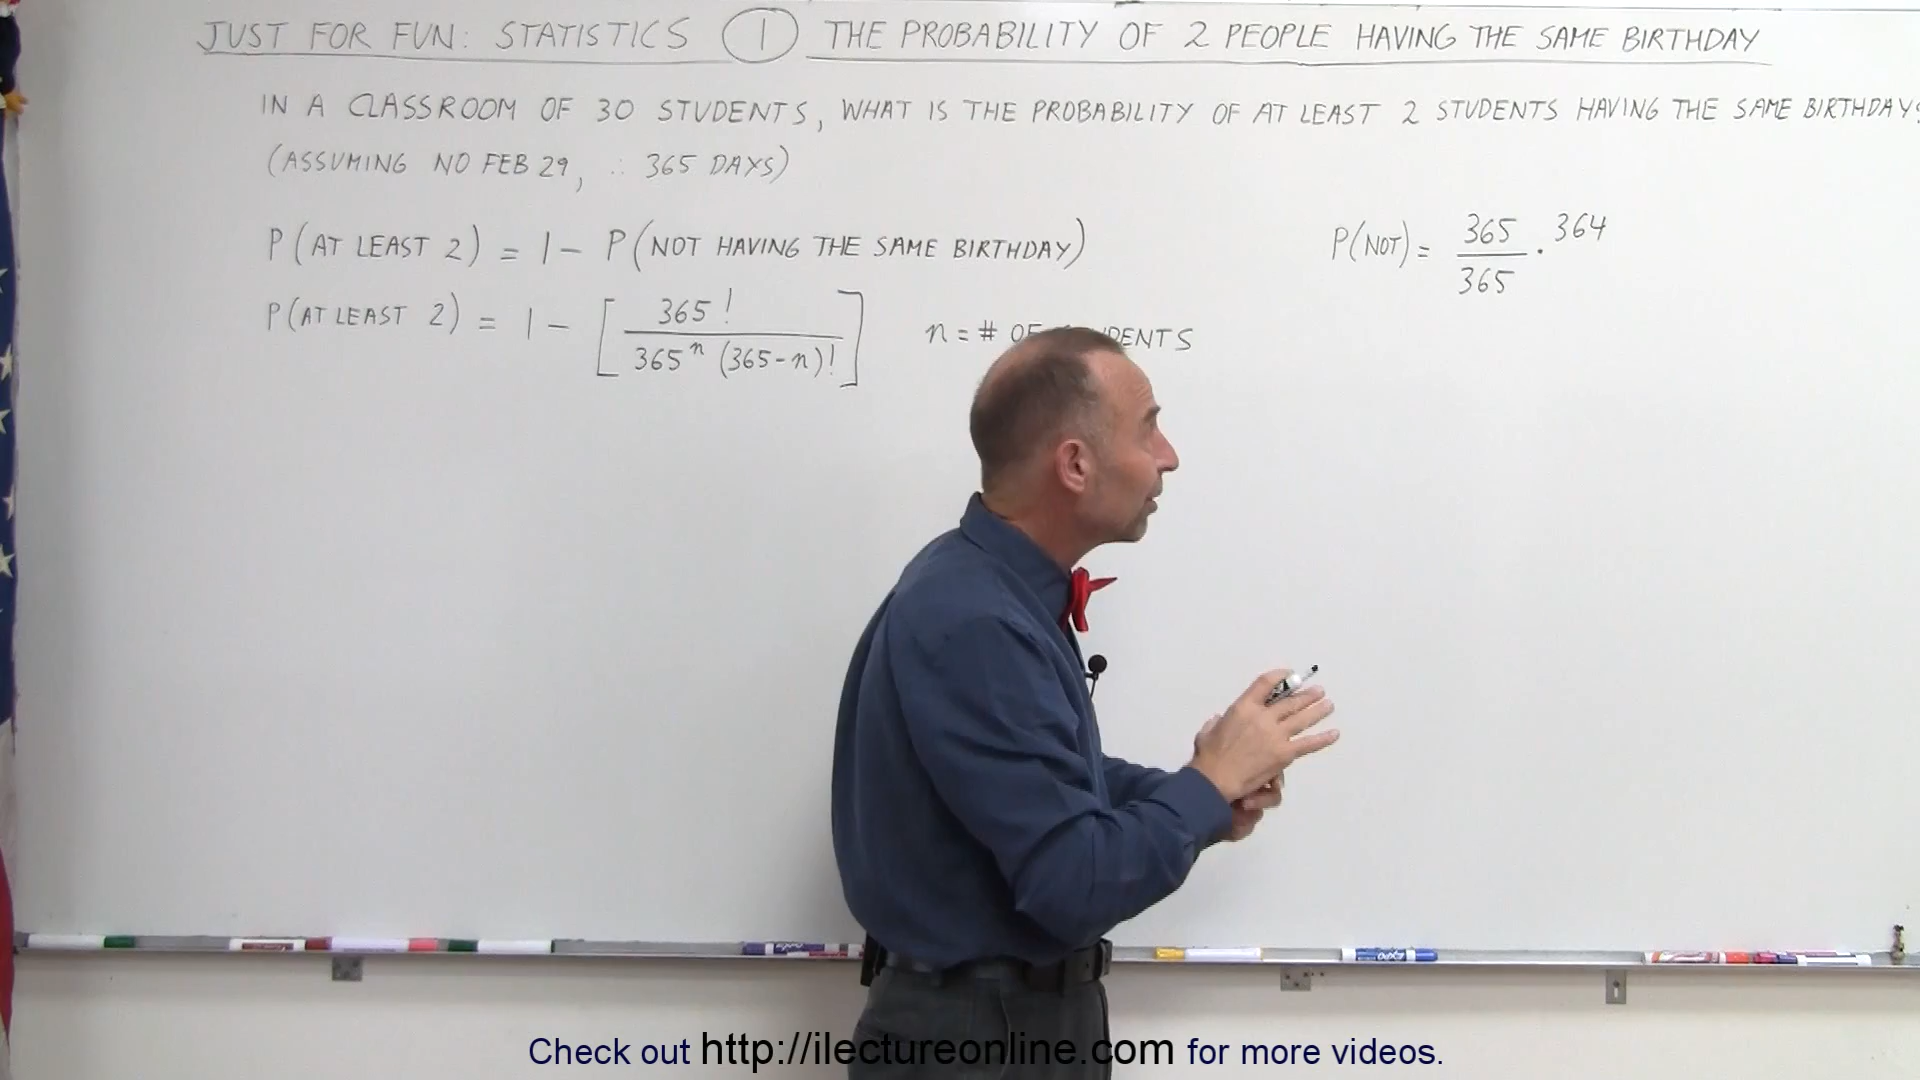 JUST FOR FUN: STATISTICS 1 THE PROBABILITY OF 2 PEOPLE HAVING THE SAME BIRTHDAY
IN A CLASSROOM OF 30 STUDENTS, WHAT IS THE PROBABILITY OF AT LEAST 2 STUDENTS HAVING THE SAME BIRTHDAY
(ASSUMING NO FEB 29, ∴ 365 DAYS)
P(AT LEAST 2) = 1 - P(NOT HAVING THE SAME BIRTHDAY)
P(AT LEAST 2) = 1 - [365! / 365ⁿ (365-n)!] n = # OF
P(NOT) = 365/365 · 364
EXPO
Check out http://ilectureonline.com for more videos.